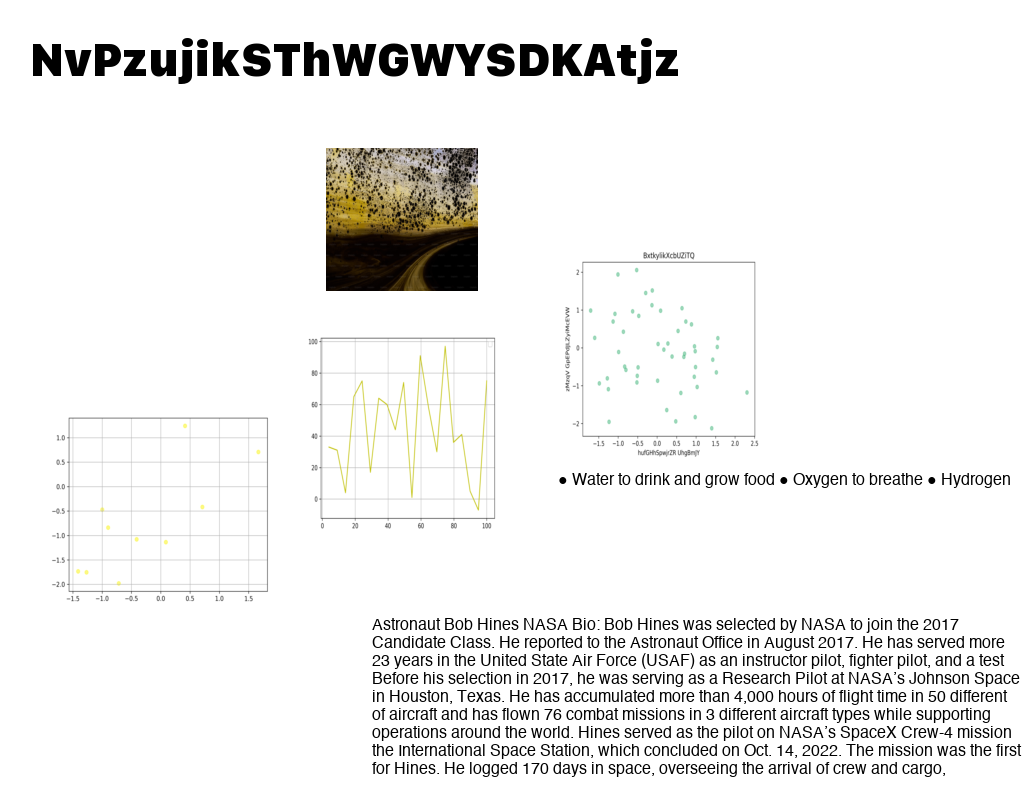 NvPzujikSThWGWYSDKAtjz
BxtkylikXcbUZiTQ
hufGHhSpwjrZR UhgBmjY
● Water to drink and grow food ● Oxygen to breathe ● Hydrogen
100
80
60
40
20
0
0 20 40 60 80 100
2
1
0
−1
−2
−1.5 −1.0 −0.5 0.0 0.5 1.0 1.5 2.0 2.5
1.0
0.5
0.0
−0.5
−1.0
−1.5
−2.0
−1.5 −1.0 −0.5 0.0 0.5 1.0 1.5
Astronaut Bob Hines NASA Bio: Bob Hines was selected by NASA to join the 2017
Candidate Class. He reported to the Astronaut Office in August 2017. He has served more
23 years in the United State Air Force (USAF) as an instructor pilot, fighter pilot, and a test
Before his selection in 2017, he was serving as a Research Pilot at NASA’s Johnson Space
in Houston, Texas. He has accumulated more than 4,000 hours of flight time in 50 different
of aircraft and has flown 76 combat missions in 3 different aircraft types while supporting
operations around the world. Hines served as the pilot on NASA’s SpaceX Crew-4 mission
the International Space Station, which concluded on Oct. 14, 2022. The mission was the first
for Hines. He logged 170 days in space, overseeing the arrival of crew and cargo,